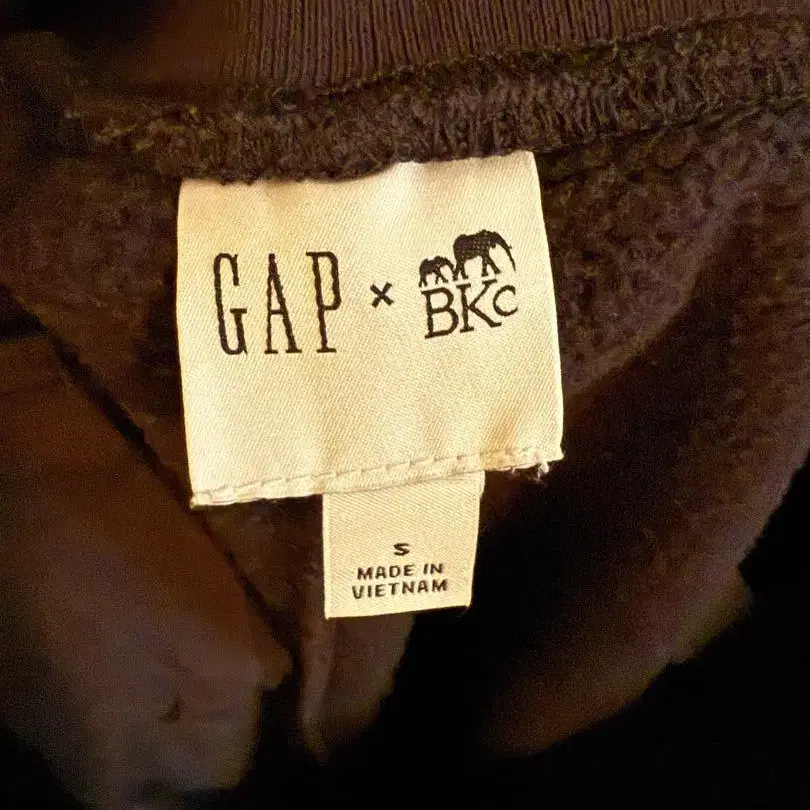 GAP × BKc
S
MADE IN
VIETNAM